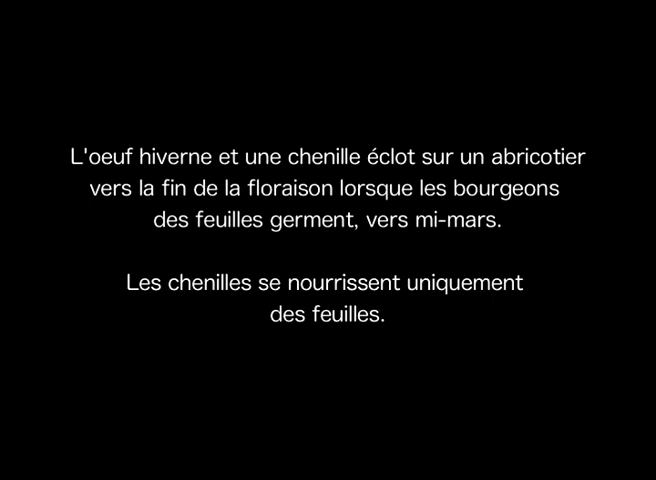 L'oeuf hiverne et une chenille éclot sur un abricotier
vers la fin de la floraison lorsque les bourgeons
des feuilles germent, vers mi-mars.
Les chenilles se nourrissent uniquement
des feuilles.